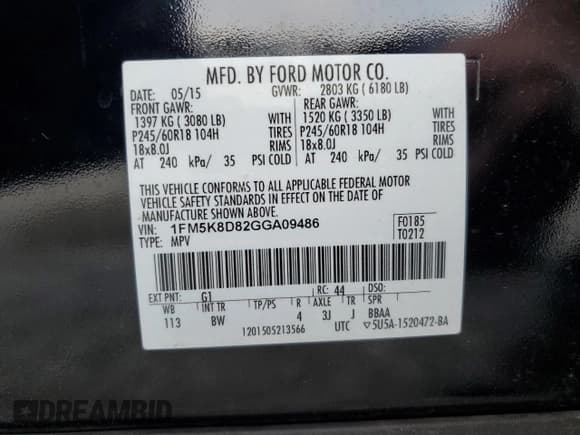 MFD. BY FORD MOTOR CO.
DATE: 05/15 GVWR: 2803 KG ( 6180 LB)
FRONT GAWR: REAR GAWR:
1397 KG ( 3080 LB) WITH 1520 KG ( 3350 LB) WITH
P245/60R18 104H TIRES P245/60R18 104H TIRES
18x8.0J RIMS 18x8.0J RIMS
AT 240 kPa/ 35 PSI COLD AT 240 kPa/ 35 PSI COLD
THIS VEHICLE CONFORMS TO ALL APPLICABLE FEDERAL MOTOR
VEHICLE SAFETY AND BUMPER STANDARDS IN EFFECT ON THE DATE OF
MANUFACTURE SHOWN ABOVE.
VIN: 1FM5K8D82GGA09486 F0185
TYPE: MPV T0212
EXT PNT: G1 RC: 44 DSO:
WB INT TR TP/PS R AXLE TR SPR
113 BW 4 3J J BBAA
1201505213566 UTC ▽5U5A-1520472-BA
DREAMBID